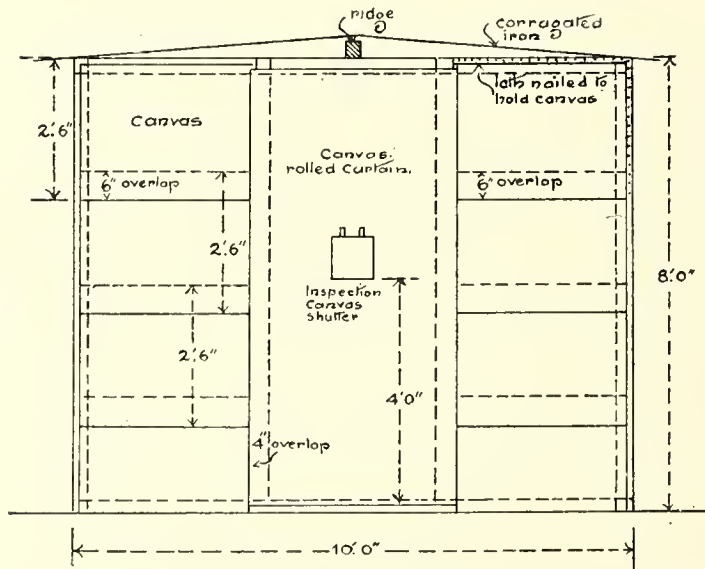 ridge
corrugated
iron
lath nailed to
hold canvas
2'.6"
Canvas
Canvas.
rolled Curtain.
6" overlap
6" overlap
2'.6"
8'.0"
Inspection
Canvas
Shutter
2'.6"
4'.0"
4" overlap
10'.0"